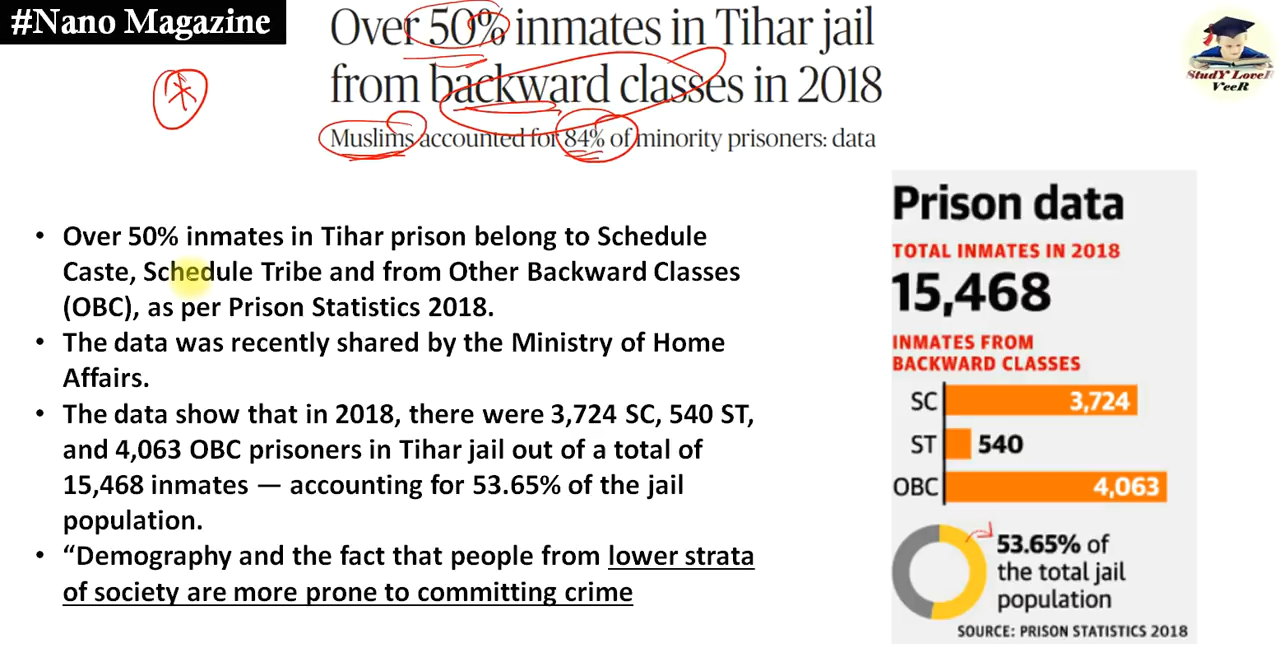 #Nano Magazine
Over 50% inmates in Tihar jail
from backward classes in 2018
Muslims accounted for 84% of minority prisoners: data
StudY LoveR
VeeR
• Over 50% inmates in Tihar prison belong to Schedule
Caste, Schedule Tribe and from Other Backward Classes
(OBC), as per Prison Statistics 2018.
• The data was recently shared by the Ministry of Home
Affairs.
• The data show that in 2018, there were 3,724 SC, 540 ST,
and 4,063 OBC prisoners in Tihar jail out of a total of
15,468 inmates — accounting for 53.65% of the jail
population.
• “Demography and the fact that people from lower strata
of society are more prone to committing crime
Prison data
TOTAL INMATES IN 2018
15,468
INMATES FROM
BACKWARD CLASSES
SC 3,724
ST 540
OBC 4,063
53.65% of
the total jail
population
SOURCE: PRISON STATISTICS 2018